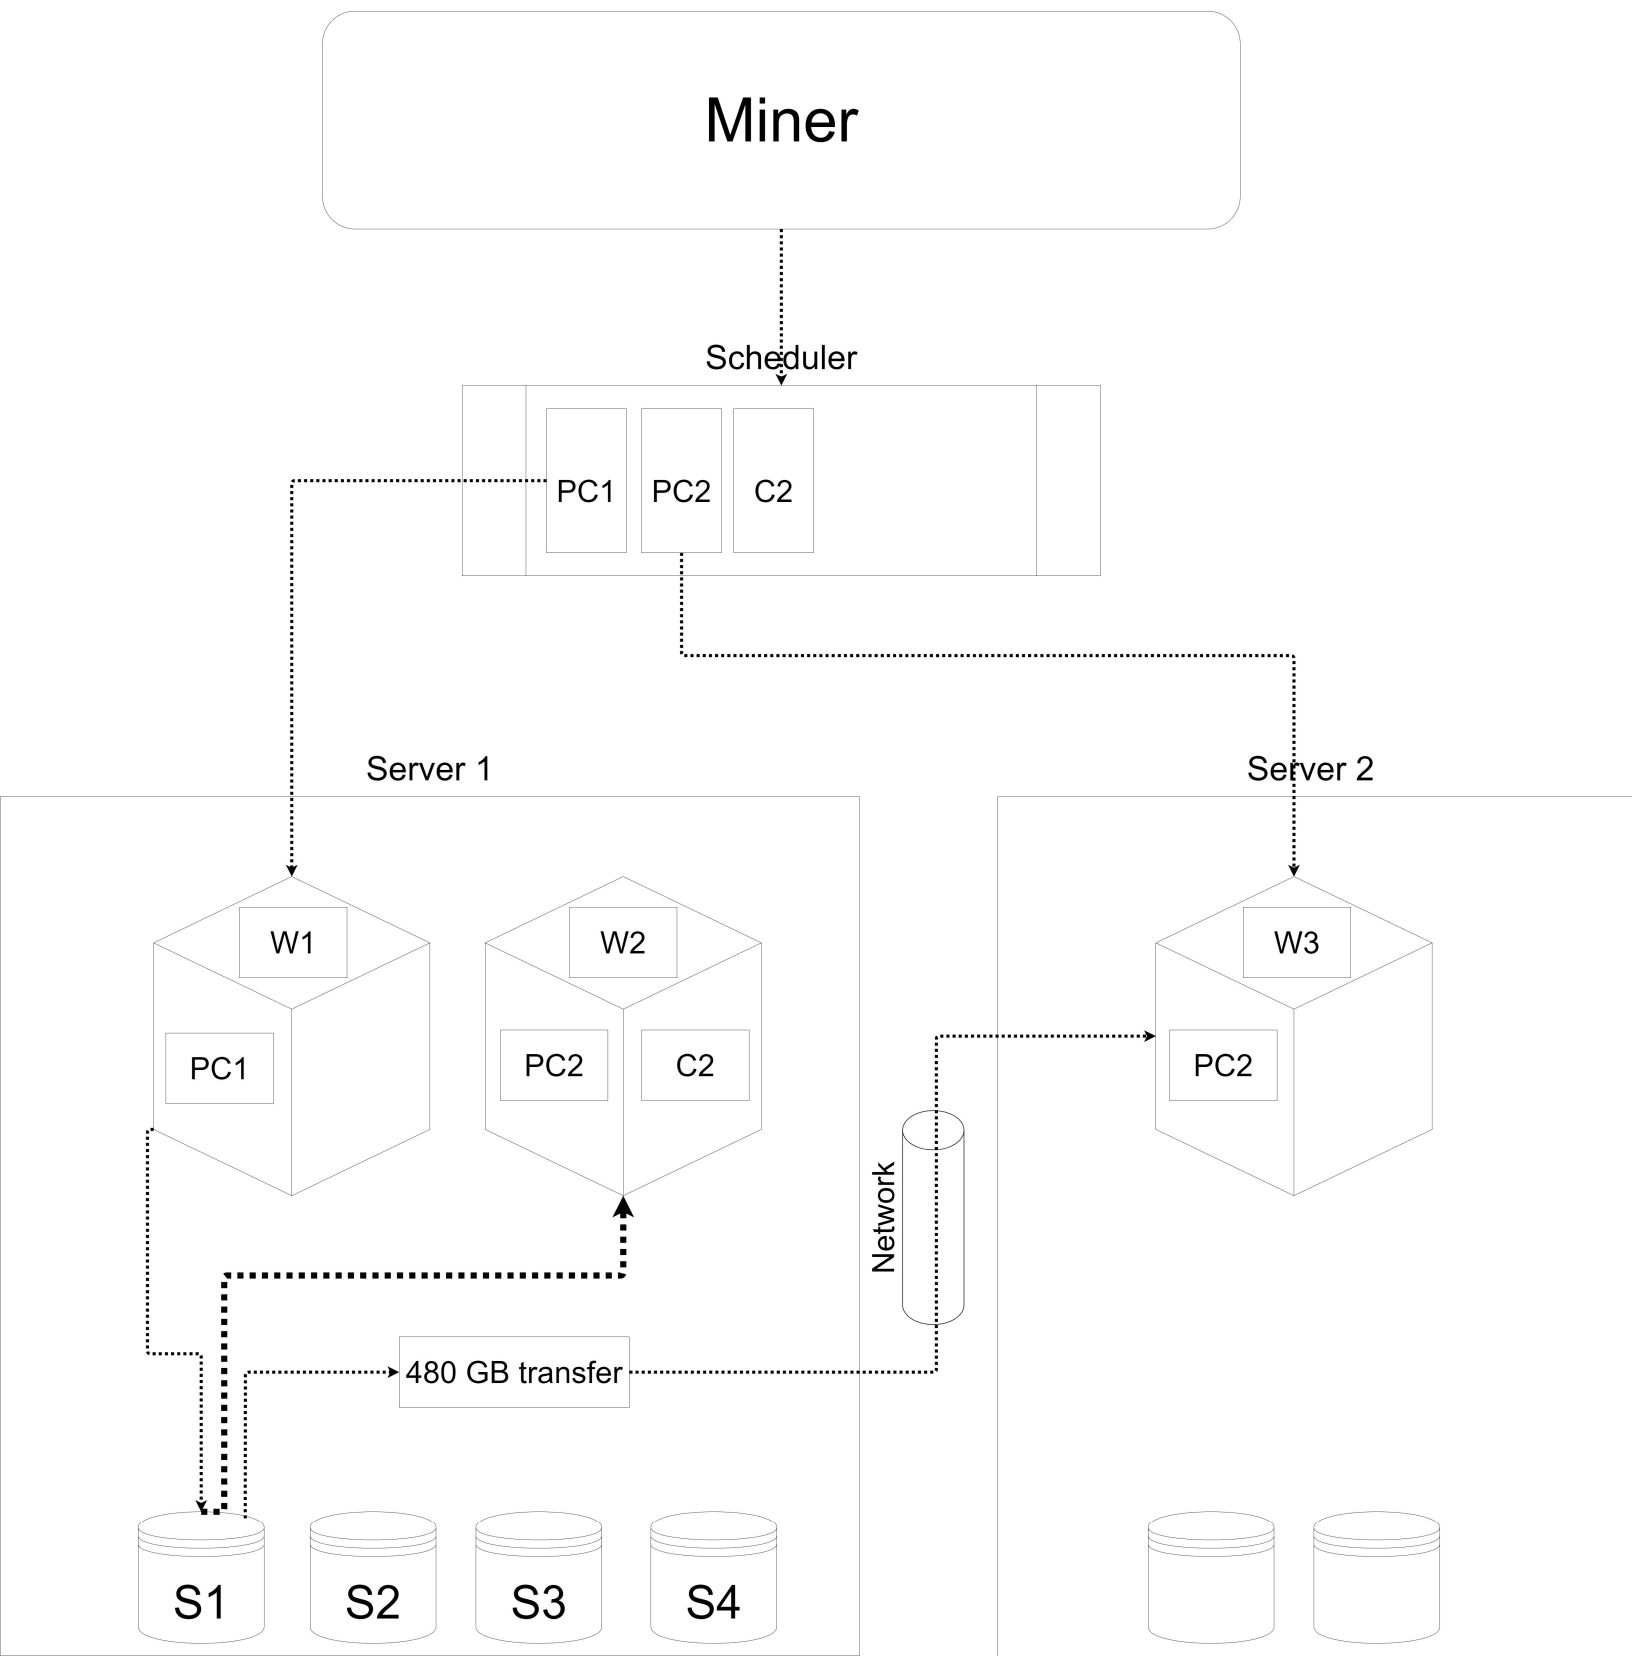 Miner
Scheduler
PC1
PC2
C2
Server 1
Server 2
W1
W2
W3
PC1
PC2
C2
PC2
Network
480 GB transfer
S1
S2
S3
S4